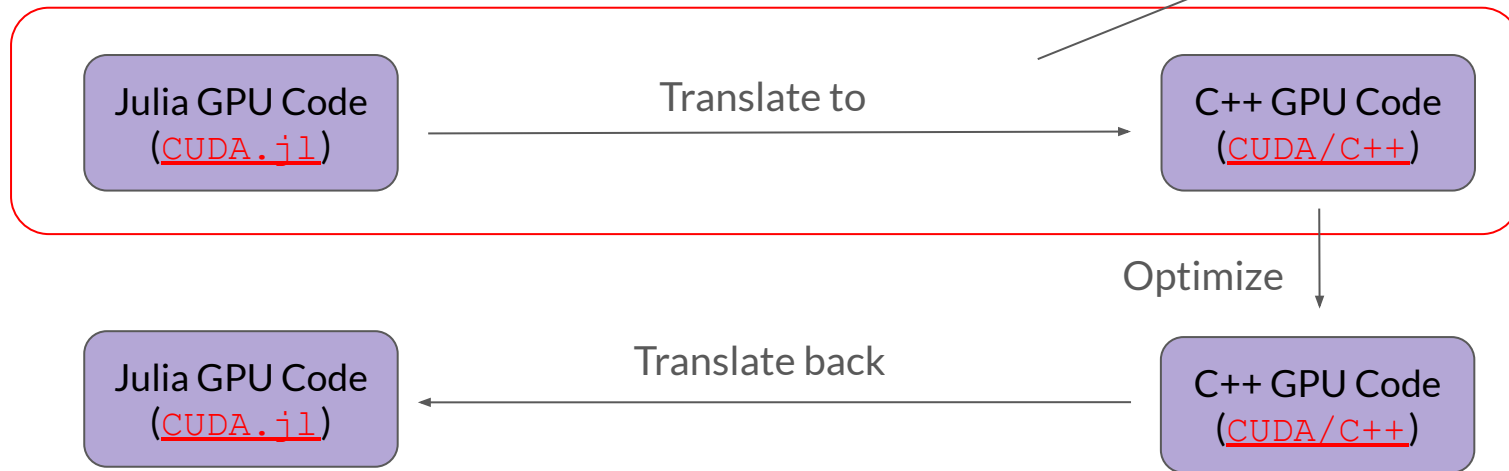 Julia GPU Code
(CUDA.jl)
Translate to
C++ GPU Code
(CUDA/C++)
Optimize
Julia GPU Code
(CUDA.jl)
Translate back
C++ GPU Code
(CUDA/C++)